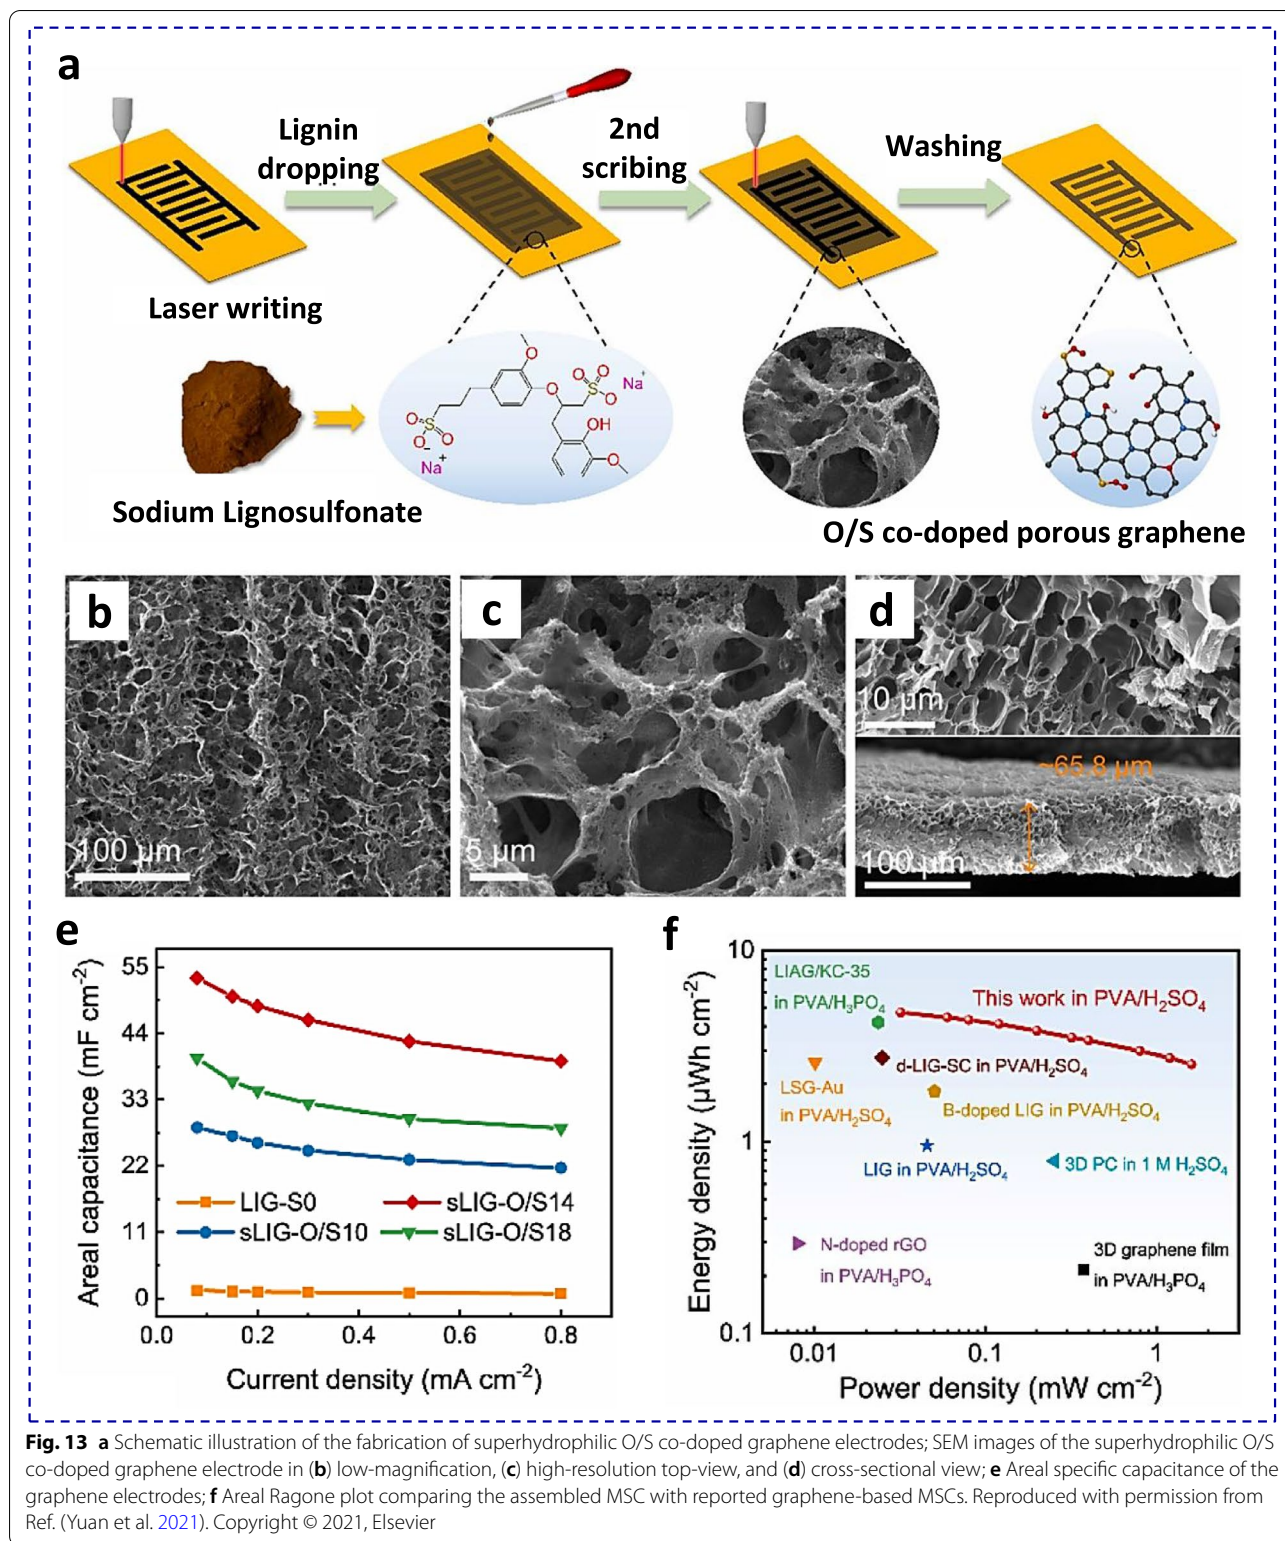 a
Lignin
dropping
2nd
scribing
Washing
Laser writing
Sodium Lignosulfonate
O
O
S
O
O
Na
+
O
S
O
O
−
Na
+
O
OH
O
O/S co-doped porous graphene
b
100 µm
c
5 µm
d
10 µm
~65.8 µm
100 µm
e
Areal capacitance (mF cm⁻²)
55
44
33
22
11
0
LIG-S0
sLIG-O/S14
sLIG-O/S10
sLIG-O/S18
0.0
0.2
0.4
0.6
0.8
Current density (mA cm⁻²)
f
Energy density (µWh cm⁻²)
10
1
0.1
LIAG/KC-35
in PVA/H₃PO₄
This work in PVA/H₂SO₄
d-LIG-SC in PVA/H₂SO₄
LSG-Au
in PVA/H₂SO₄
B-doped LIG in PVA/H₂SO₄
LIG in PVA/H₂SO₄
3D PC in 1 M H₂SO₄
N-doped rGO
in PVA/H₃PO₄
3D graphene film
in PVA/H₃PO₄
0.01
0.1
1
Power density (mW cm⁻²)
Fig. 13 a Schematic illustration of the fabrication of superhydrophilic O/S co-doped graphene electrodes; SEM images of the superhydrophilic O/S
co-doped graphene electrode in (b) low-magnification, (c) high-resolution top-view, and (d) cross-sectional view; e Areal specific capacitance of the
graphene electrodes; f Areal Ragone plot comparing the assembled MSC with reported graphene-based MSCs. Reproduced with permission from
Ref. (Yuan et al. 2021). Copyright © 2021, Elsevier